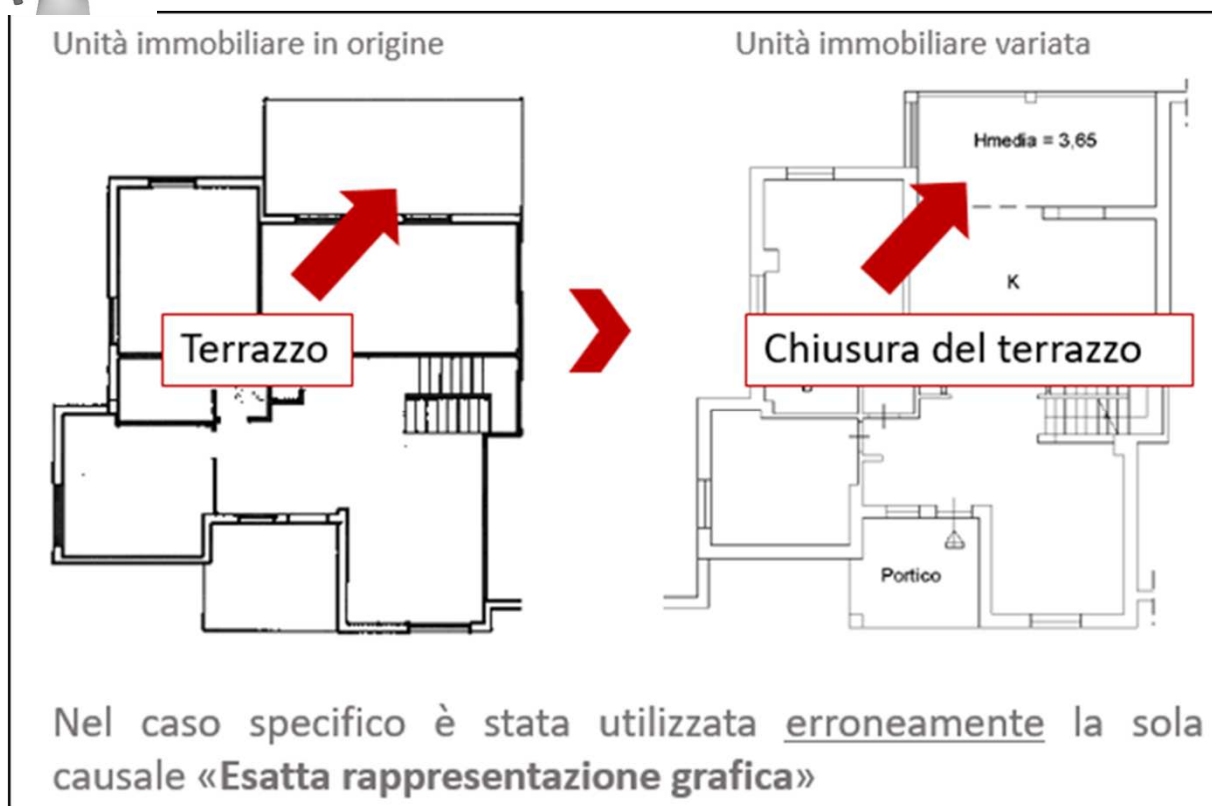 Unità immobiliare in origine
Unità immobiliare variata
Hmedia = 3,65
K
Terrazzo
Chiusura del terrazzo
Portico
Nel caso specifico è stata utilizzata erroneamente la sola
causale «Esatta rappresentazione grafica»